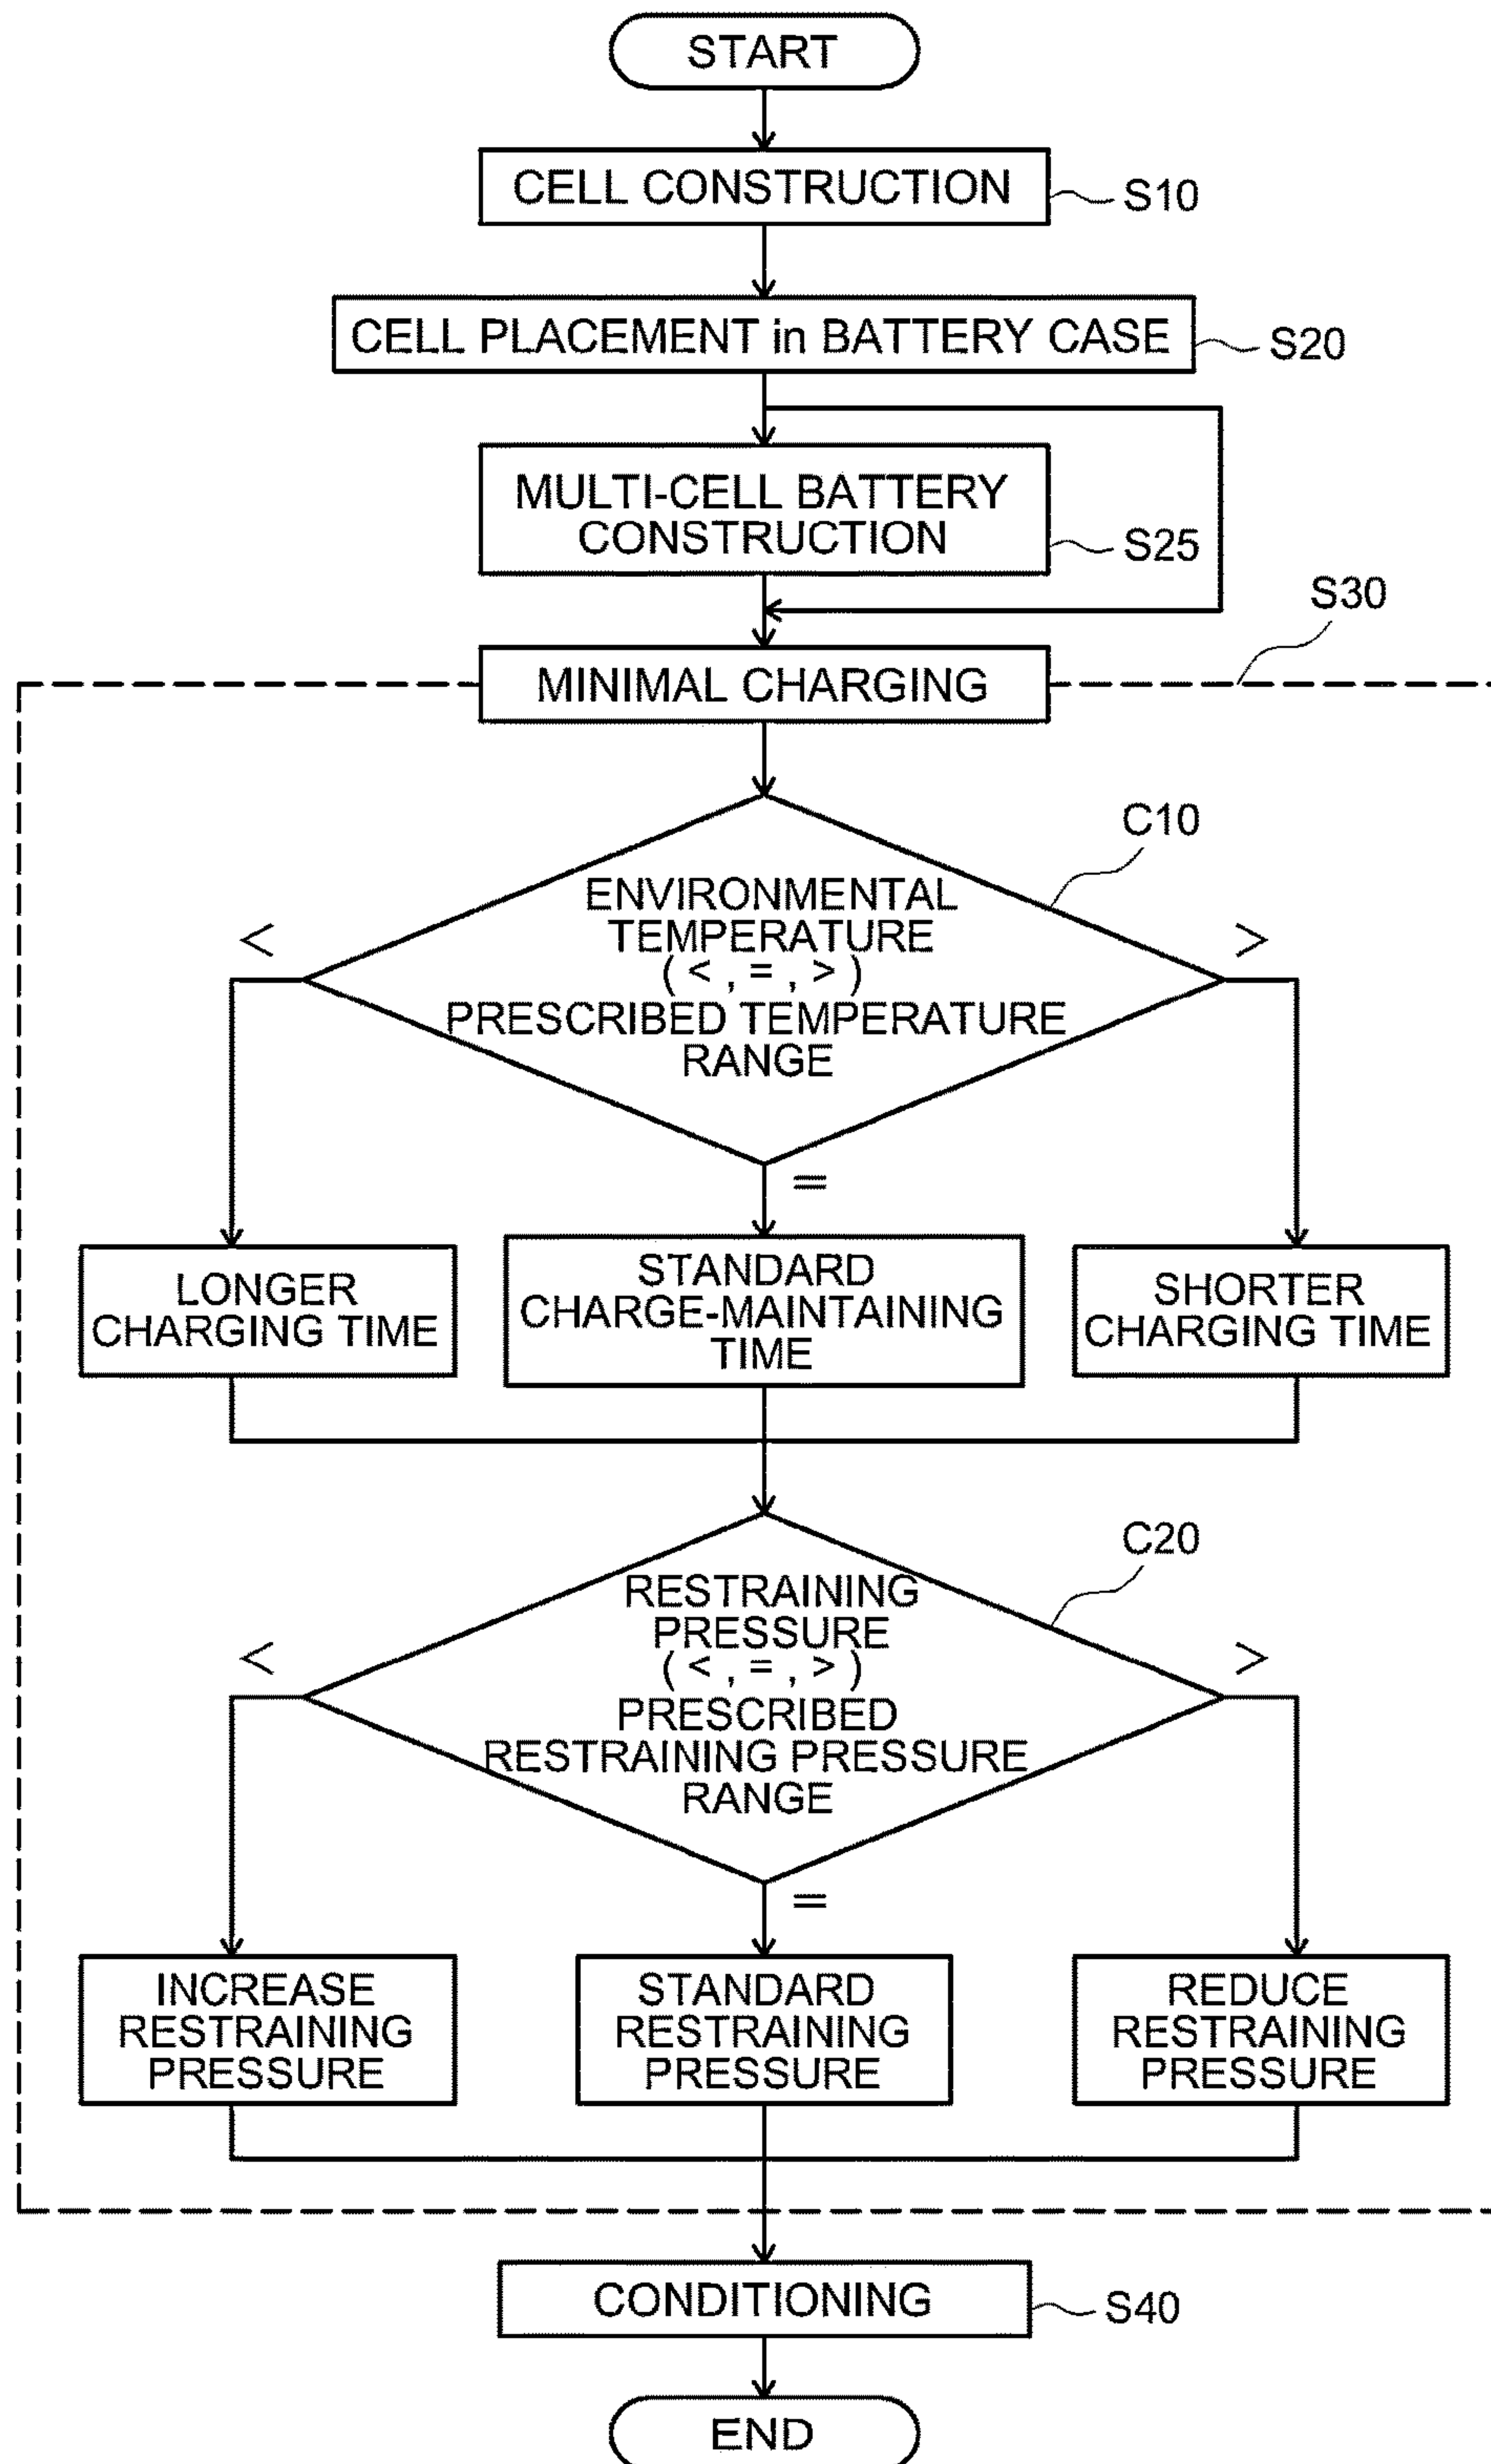 START
CELL CONSTRUCTION
S10
CELL PLACEMENT in BATTERY CASE
S20
MULTI-CELL BATTERY
CONSTRUCTION
S25
S30
MINIMAL CHARGING
C10
ENVIRONMENTAL
TEMPERATURE
( < , = , > )
PRESCRIBED TEMPERATURE
RANGE
<
>
=
LONGER
CHARGING TIME
STANDARD
CHARGE-MAINTAINING
TIME
SHORTER
CHARGING TIME
C20
RESTRAINING
PRESSURE
( < , = , > )
PRESCRIBED
RESTRAINING PRESSURE
RANGE
<
>
=
INCREASE
RESTRAINING
PRESSURE
STANDARD
RESTRAINING
PRESSURE
REDUCE
RESTRAINING
PRESSURE
CONDITIONING
S40
END